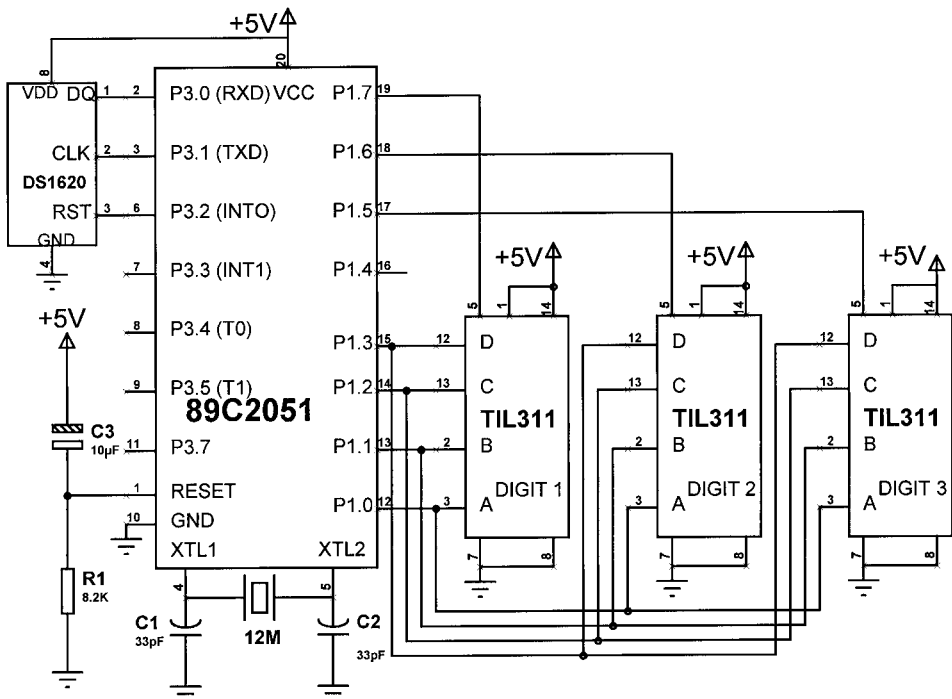 +5V
20
8
VDD DQ 1 2 P3.0 (RXD) VCC P1.7 19
CLK 2 3 P3.1 (TXD) P1.6 18
DS1620
RST 3 6 P3.2 (INTO) P1.5 17
GND
4
7 P3.3 (INT1) P1.4 16
+5V +5V +5V
5 1 14 5 1 14 5 1 14
+5V
8 P3.4 (T0) P1.3 15 12 D 12 D 12 D
9 P3.5 (T1) P1.2 14 13 C 13 C 13 C
89C2051 TIL311 TIL311 TIL311
C3
10µF
11 P3.7 P1.1 13 2 B 2 B 2 B
1 RESET DIGIT 1 DIGIT 2 DIGIT 3
P1.0 12 3 A 3 A 3 A
10 GND
XTL1 XTL2
7 8 7 8 7 8
4 5
R1
8.2K
C1
33pF
12M
C2
33pF